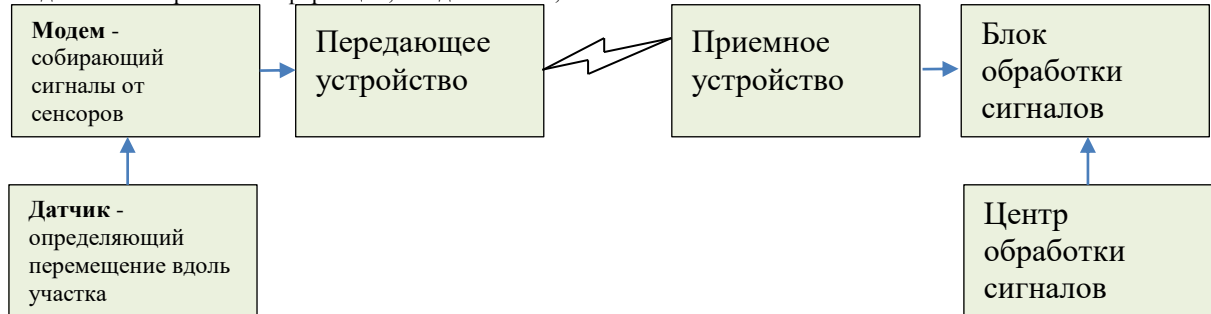 Модем -
собирающий
сигналы от
сенсоров
Передающее
устройство
Приемное
устройство
Блок
обработки
сигналов
Датчик -
определяющий
перемещение вдоль
участка
Центр
обработки
сигналов